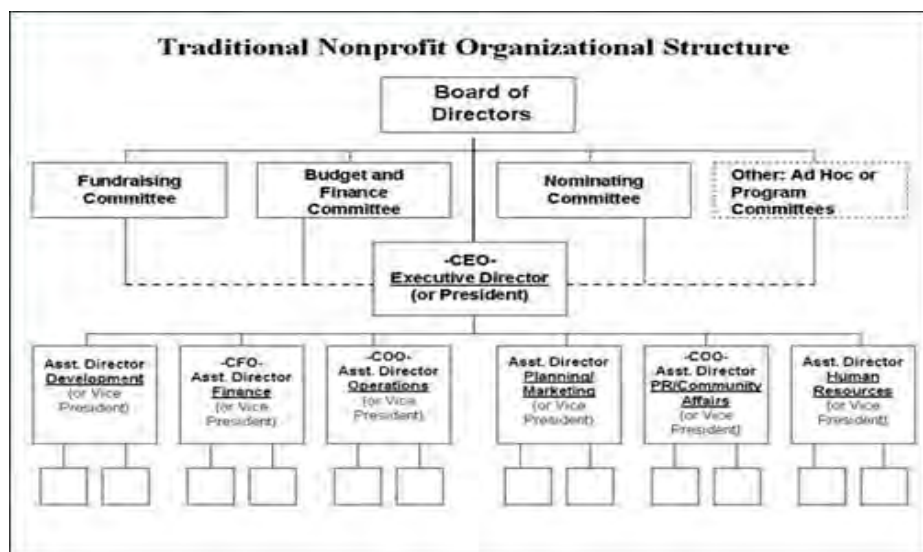 Traditional Nonprofit Organizational Structure
Board of
Directors
Fundraising
Committee
Budget and
Finance
Committee
Nominating
Committee
Other: Ad Hoc or
Program
Committees
-CEO-
Executive Director
(or President)
Asst. Director
Development
(or Vice
President)
-CFO-
Asst. Director
Finance
(or Vice
President)
-COO-
Asst. Director
Operations
(or Vice
President)
Asst. Director
Planning/
Marketing
(or Vice
President)
-COO-
Asst. Director
PR/Community
Affairs
(or Vice
President)
Asst. Director
Human
Resources
(or Vice
President)